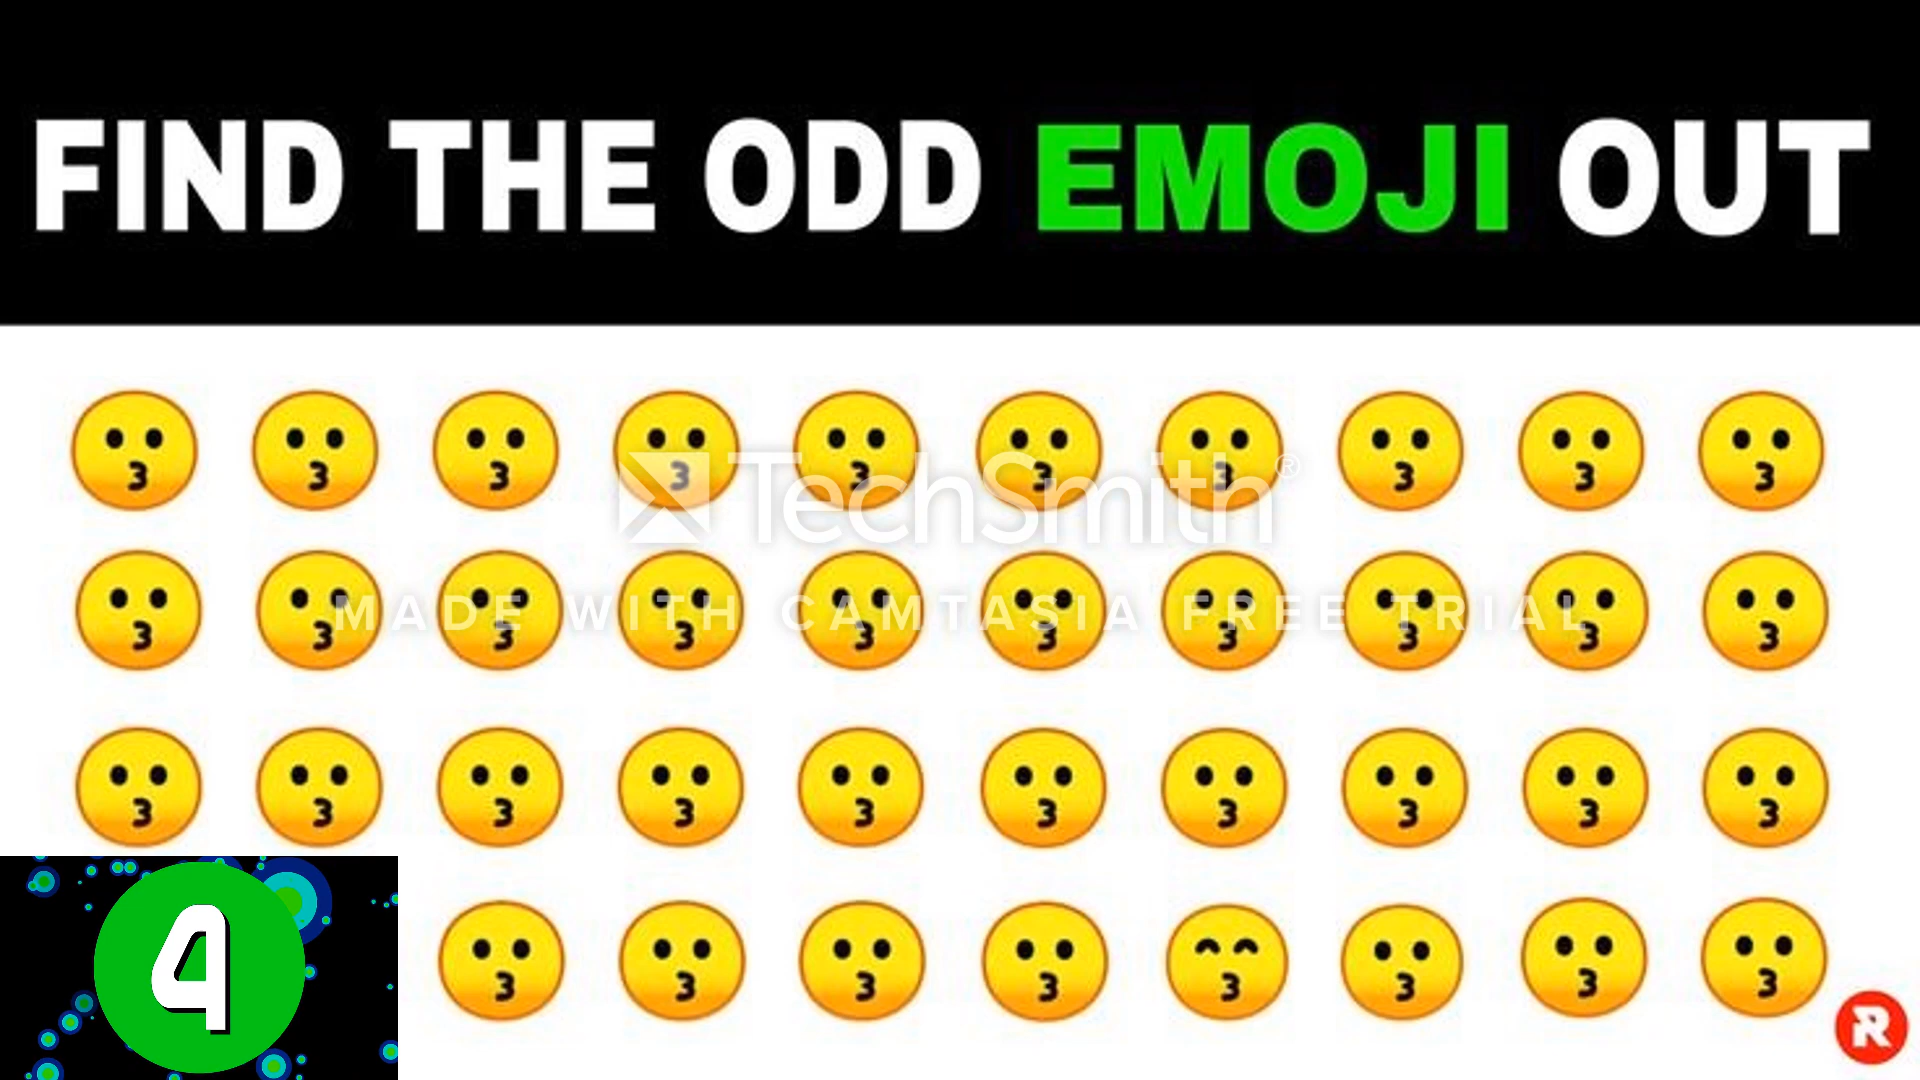 FIND THE ODD EMOJI OUT
TechSmith®
MADE WITH CAMTASIA FREE TRIAL
4
R